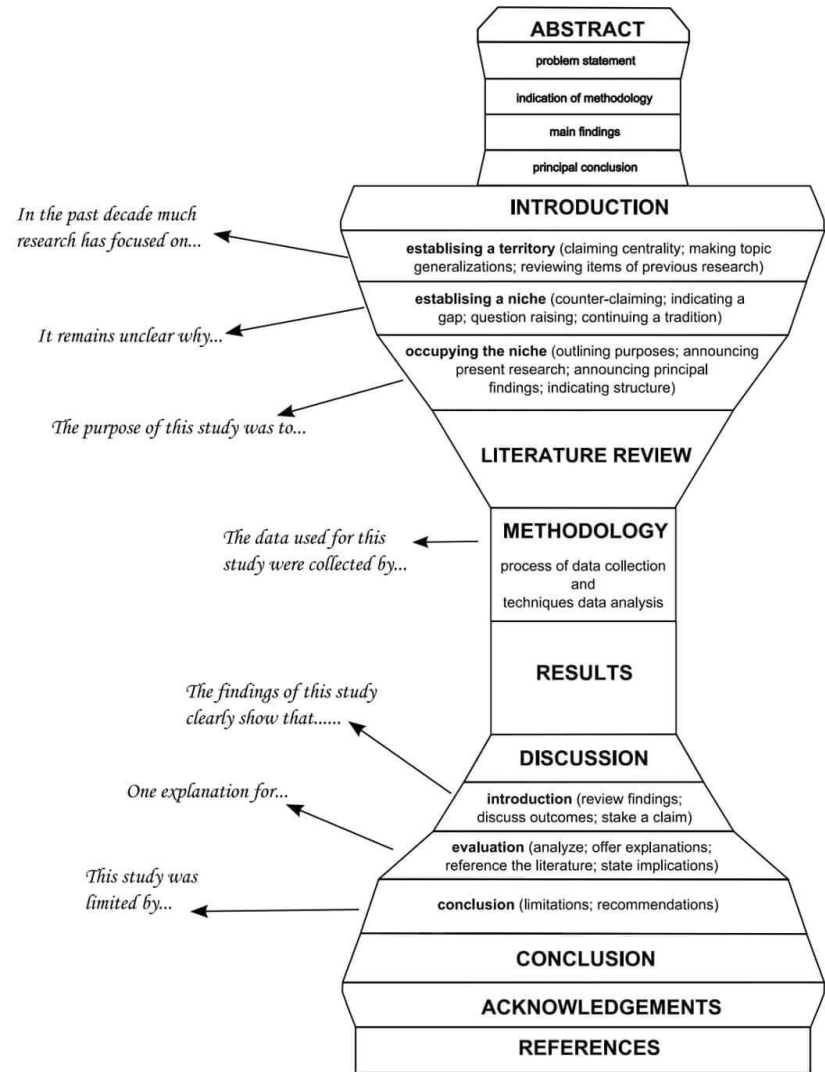 ABSTRACT
problem statement
indication of methodology
main findings
principal conclusion
INTRODUCTION
In the past decade much
research has focused on...
establising a territory (claiming centrality; making topic
generalizations; reviewing items of previous research)
establising a niche (counter-claiming; indicating a
gap; question raising; continuing a tradition)
It remains unclear why...
occupying the niche (outlining purposes; announcing
present research; announcing principal
findings; indicating structure)
The purpose of this study was to...
LITERATURE REVIEW
METHODOLOGY
The data used for this
study were collected by...
process of data collection
and
techniques data analysis
RESULTS
The findings of this study
clearly show that......
DISCUSSION
introduction (review findings;
discuss outcomes; stake a claim)
One explanation for...
evaluation (analyze; offer explanations;
reference the literature; state implications)
This study was
limited by...
conclusion (limitations; recommendations)
CONCLUSION
ACKNOWLEDGEMENTS
REFERENCES